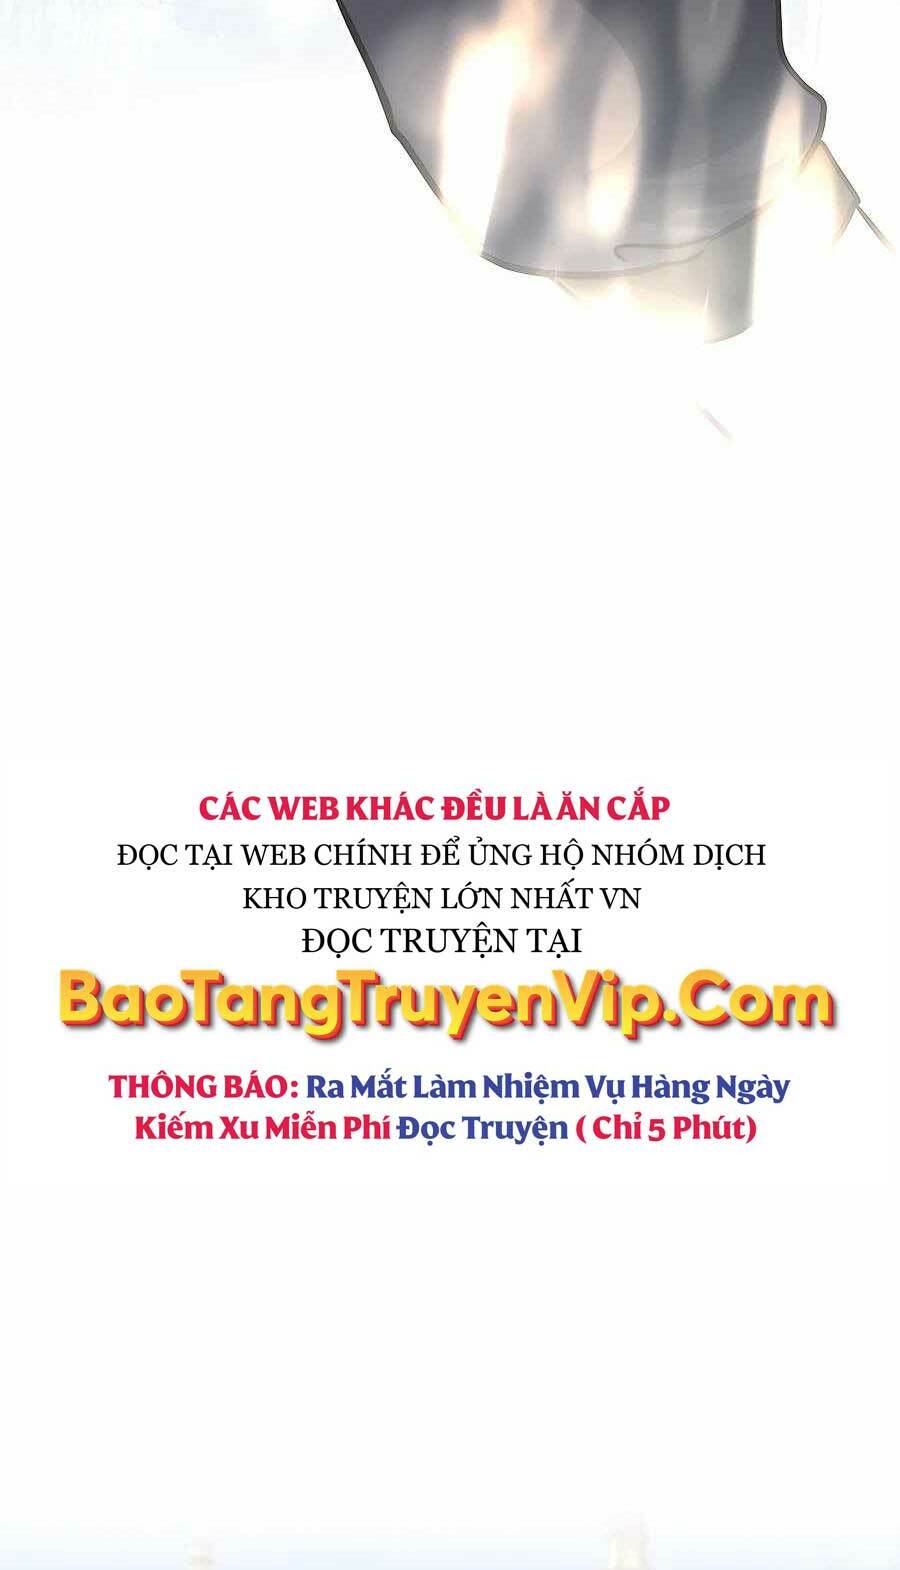 CÁC WEB KHÁC ĐỀU LÀ ĂN CẮP
ĐỌC TẠI WEB CHÍNH ĐỂ ỦNG HỘ NHÓM DỊCH
KHO TRUYỆN LỚN NHẤT VN
ĐỌC TRUYỆN TẠI
BaoTangTruyenVip.Com
THÔNG BÁO: Ra Mắt Làm Nhiệm Vụ Hàng Ngày
Kiếm Xu Miễn Phí Đọc Truyện ( Chỉ 5 Phút)